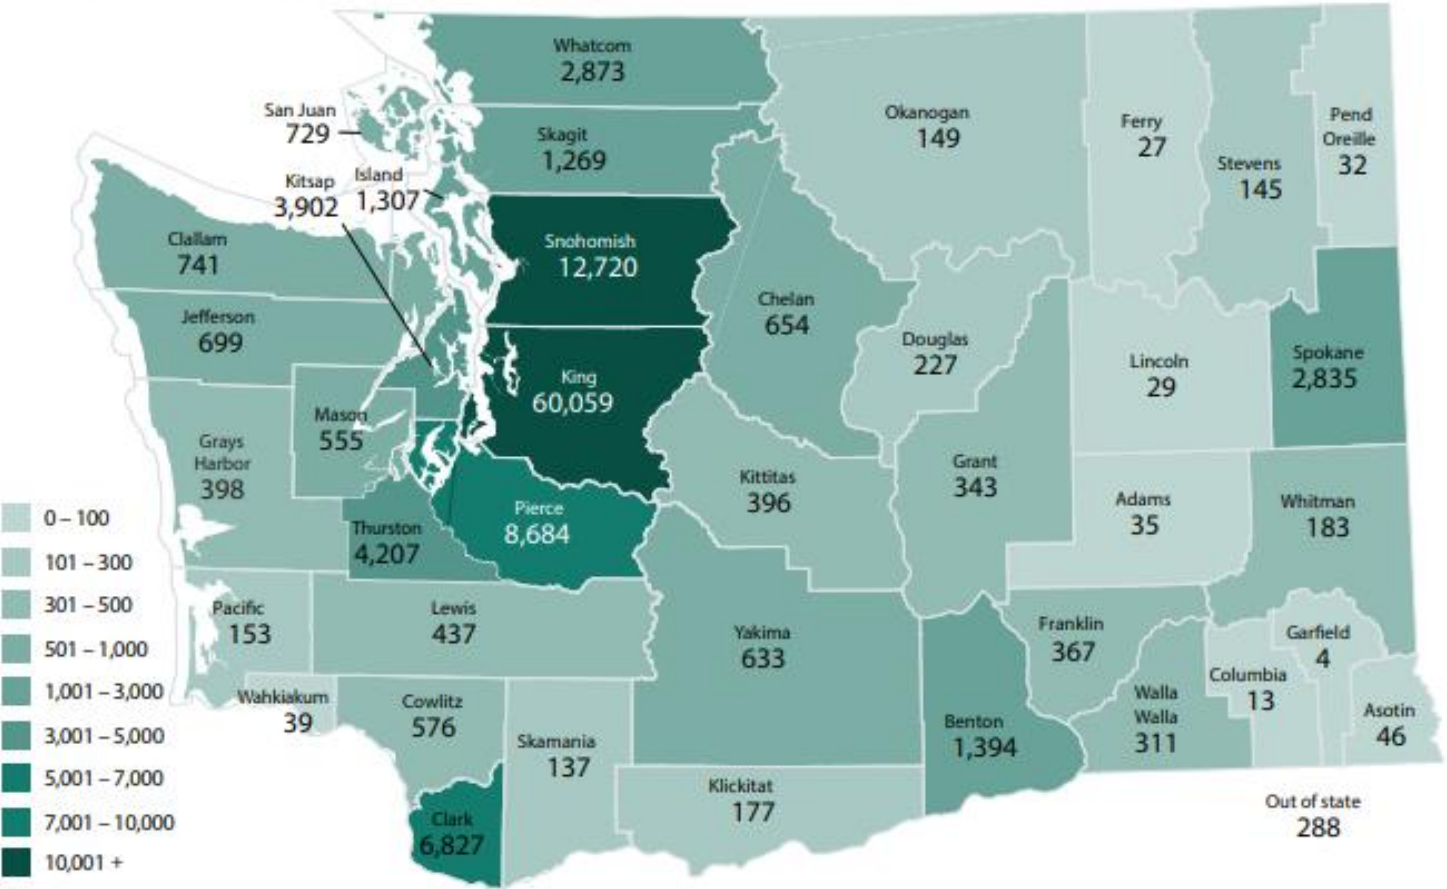 Whatcom
2,873
San Juan
729
Skagit
1,269
Island
1,307
Kitsap
3,902
Okanogan
149
Ferry
27
Stevens
145
Pend
Oreille
32
Clallam
741
Snohomish
12,720
Jefferson
699
Chelan
654
Douglas
227
Lincoln
29
Spokane
2,835
King
60,059
Mason
555
Grays
Harbor
398
Kittitas
396
Grant
343
Adams
35
Whitman
183
Pierce
8,684
Thurston
4,207
Pacific
153
Lewis
437
Yakima
633
Franklin
367
Garfield
4
Columbia
13
Asotin
46
Walla
Walla
311
Benton
1,394
Wahkiakum
39
Cowlitz
576
Skamania
137
Klickitat
177
Clark
6,827
Out of state
288
0 – 100
101 – 300
301 – 500
501 – 1,000
1,001 – 3,000
3,001 – 5,000
5,001 – 7,000
7,001 – 10,000
10,001 +